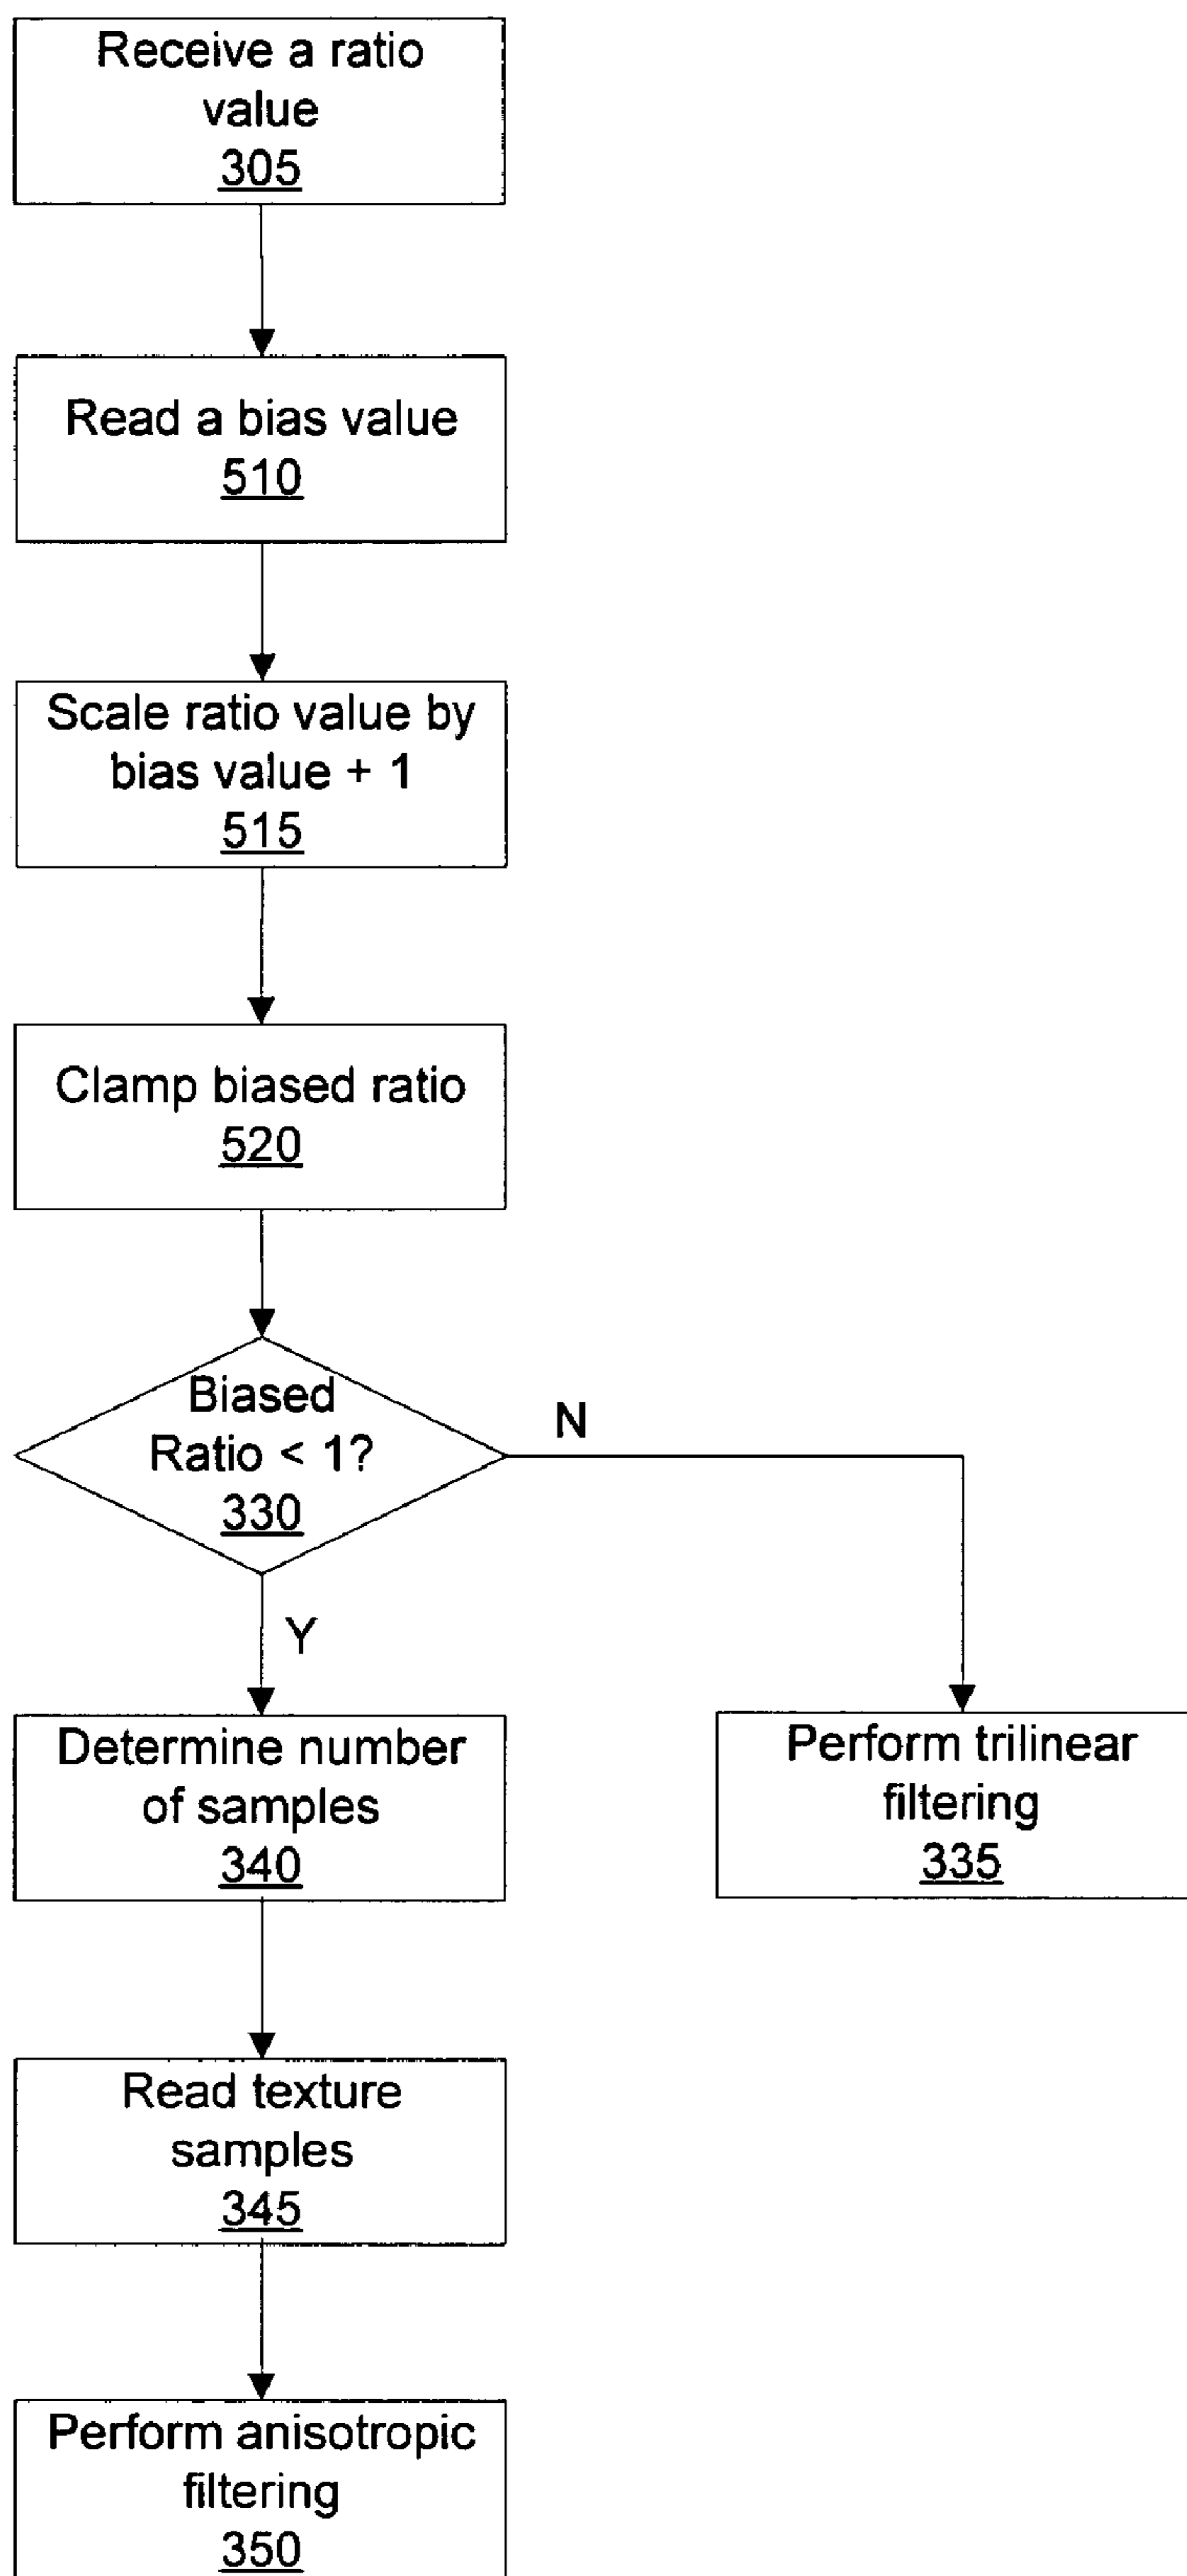 Receive a ratio
value
305
Read a bias value
510
Scale ratio value by
bias value + 1
515
Clamp biased ratio
520
Biased
Ratio < 1?
330
N
Y
Determine number
of samples
340
Perform trilinear
filtering
335
Read texture
samples
345
Perform anisotropic
filtering
350